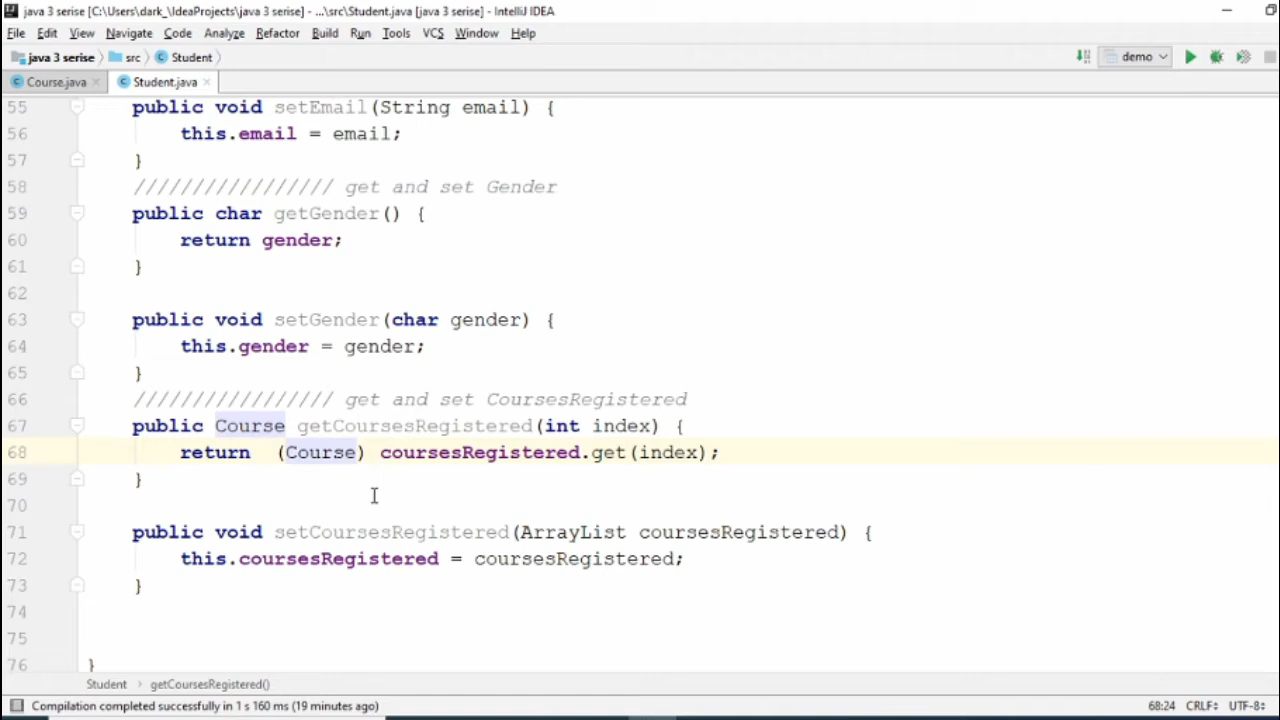 java 3 serise [C:\Users\dark_\IdeaProjects\java 3 serise] - ...\src\Student.java [java 3 serise] - IntelliJ IDEA
File Edit View Navigate Code Analyze Refactor Build Run Tools VCS Window Help
java 3 serise src Student demo
Course.java Student.java
55 public void setEmail(String email) {
56 this.email = email;
57 }
58 ///////////////// get and set Gender
59 public char getGender() {
60 return gender;
61 }
62
63 public void setGender(char gender) {
64 this.gender = gender;
65 }
66 ///////////////// get and set CoursesRegistered
67 public Course getCoursesRegistered(int index) {
68 return (Course) coursesRegistered.get(index);
69 }
70
71 public void setCoursesRegistered(ArrayList coursesRegistered) {
72 this.coursesRegistered = coursesRegistered;
73 }
74
75
76 }
Student getCoursesRegistered()
Compilation completed successfully in 1 s 160 ms (19 minutes ago) 68:24 CRLF UTF-8